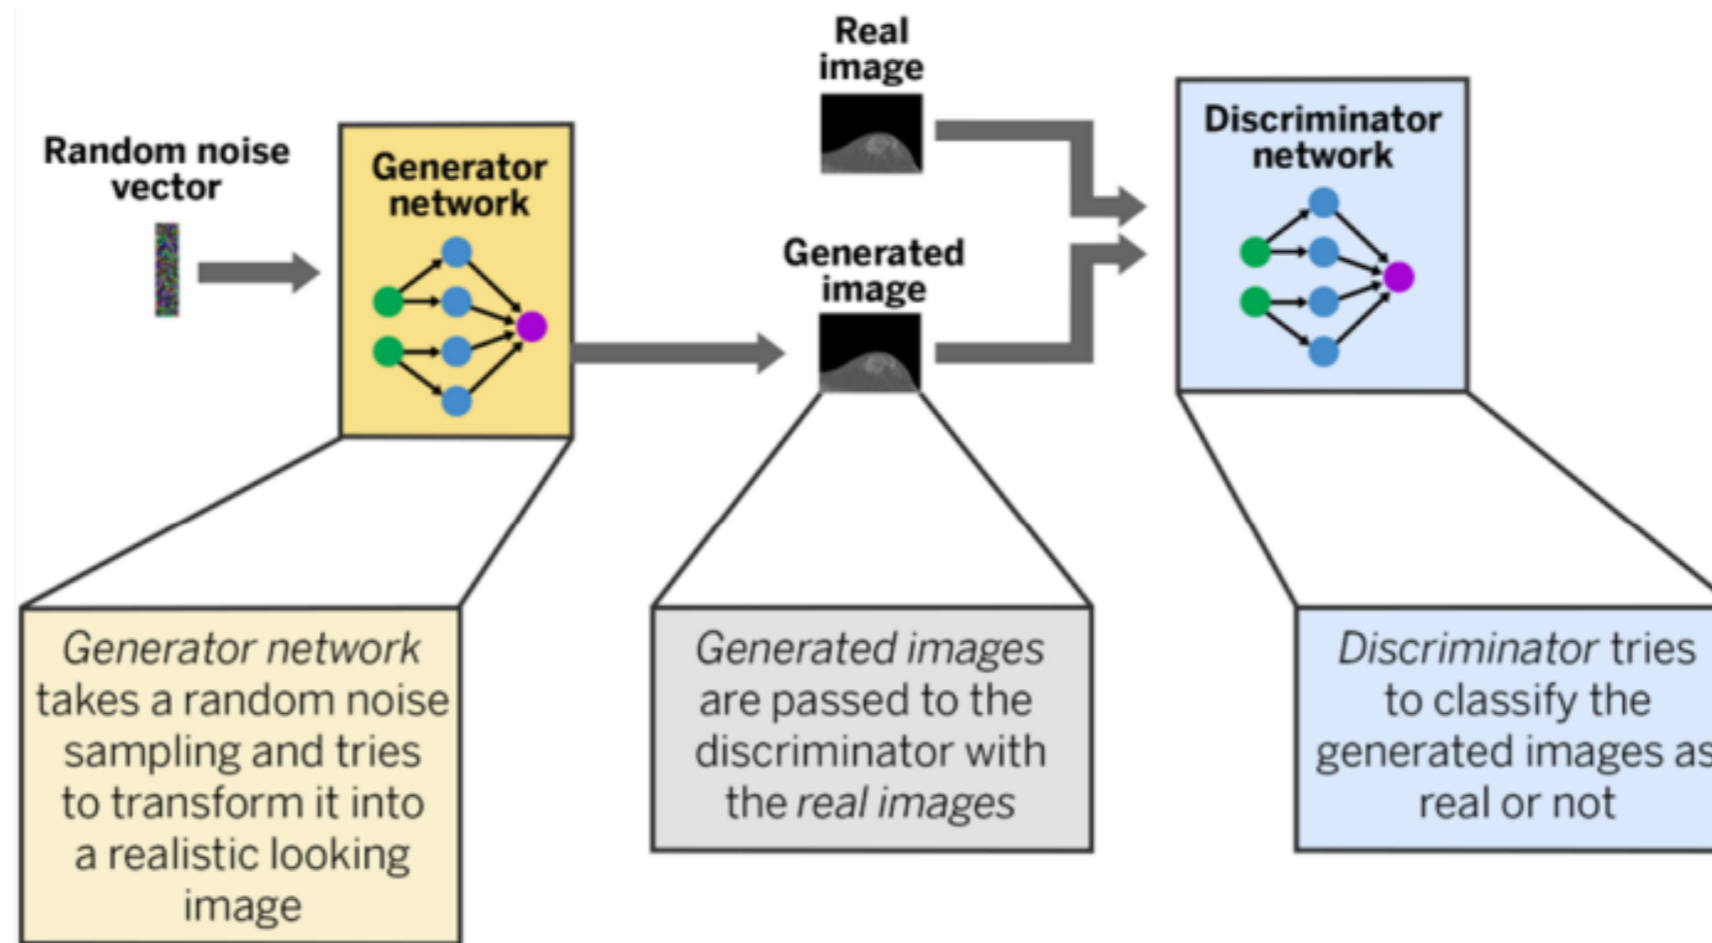 Real
image
Random noise
vector
Generator
network
Generated
image
Discriminator
network
Generator network
takes a random noise
sampling and tries
to transform it into
a realistic looking
image
Generated images
are passed to the
discriminator with
the real images
Discriminator tries
to classify the
generated images as
real or not